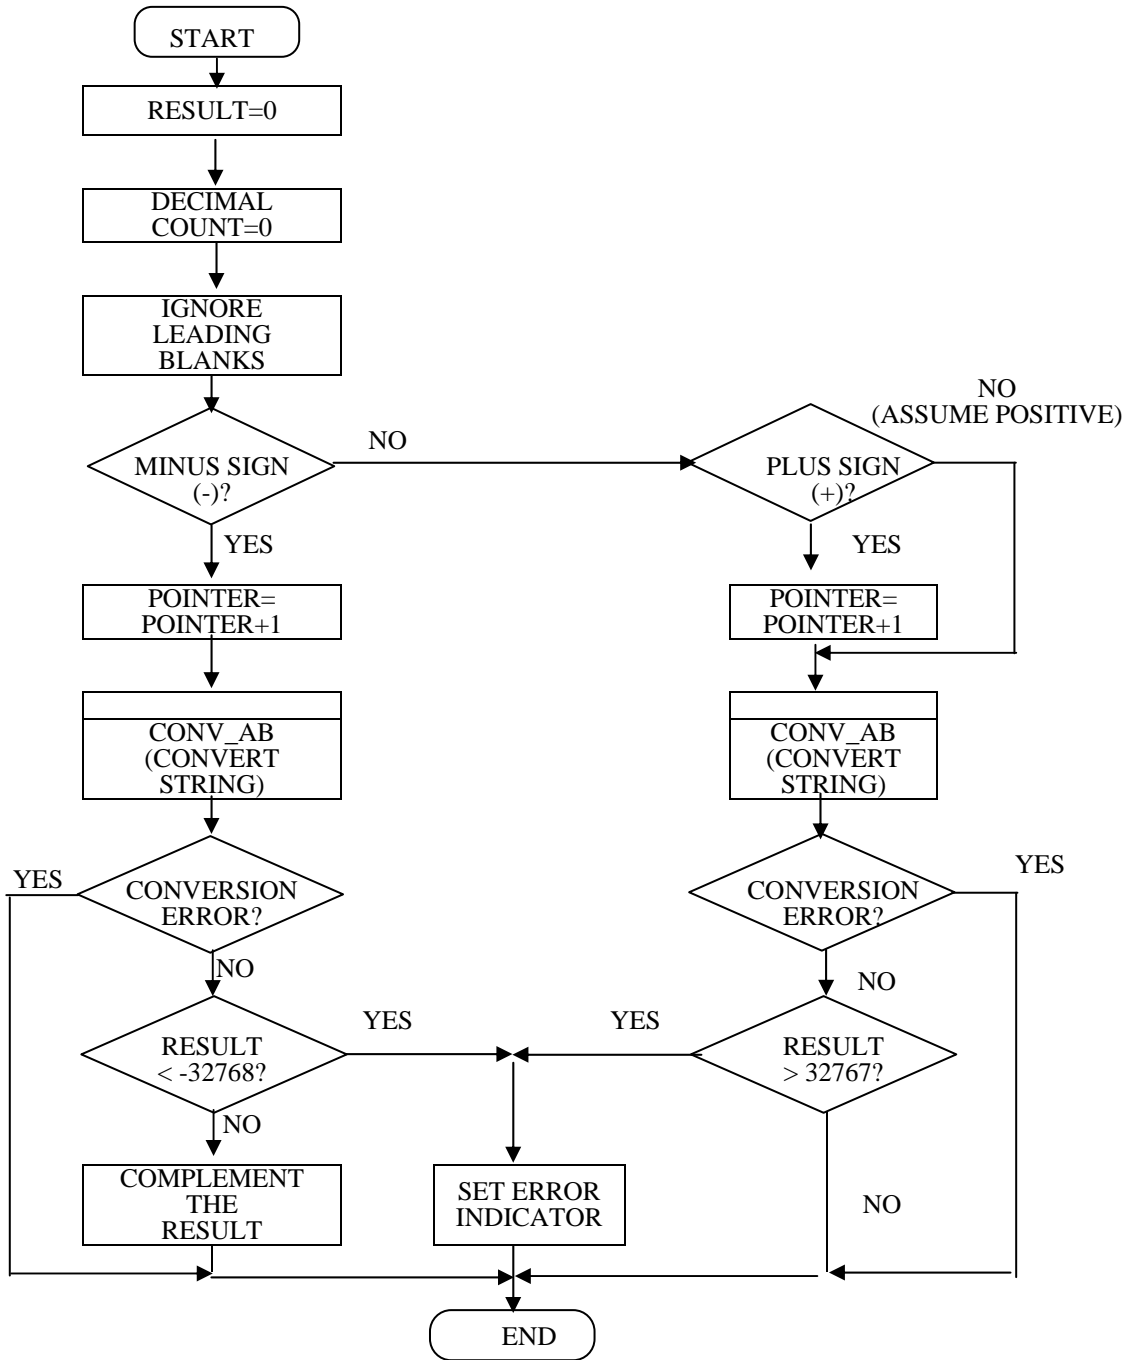 START
RESULT=0
DECIMAL
COUNT=0
IGNORE
LEADING
BLANKS
MINUS SIGN
(-)?
NO
PLUS SIGN
(+)?
NO
(ASSUME POSITIVE)
YES
YES
POINTER=
POINTER+1
POINTER=
POINTER+1
CONV_AB
(CONVERT
STRING)
CONV_AB
(CONVERT
STRING)
YES
CONVERSION
ERROR?
CONVERSION
ERROR?
YES
NO
NO
RESULT
< -32768?
YES
YES
RESULT
> 32767?
NO
COMPLEMENT
THE
RESULT
SET ERROR
INDICATOR
NO
END